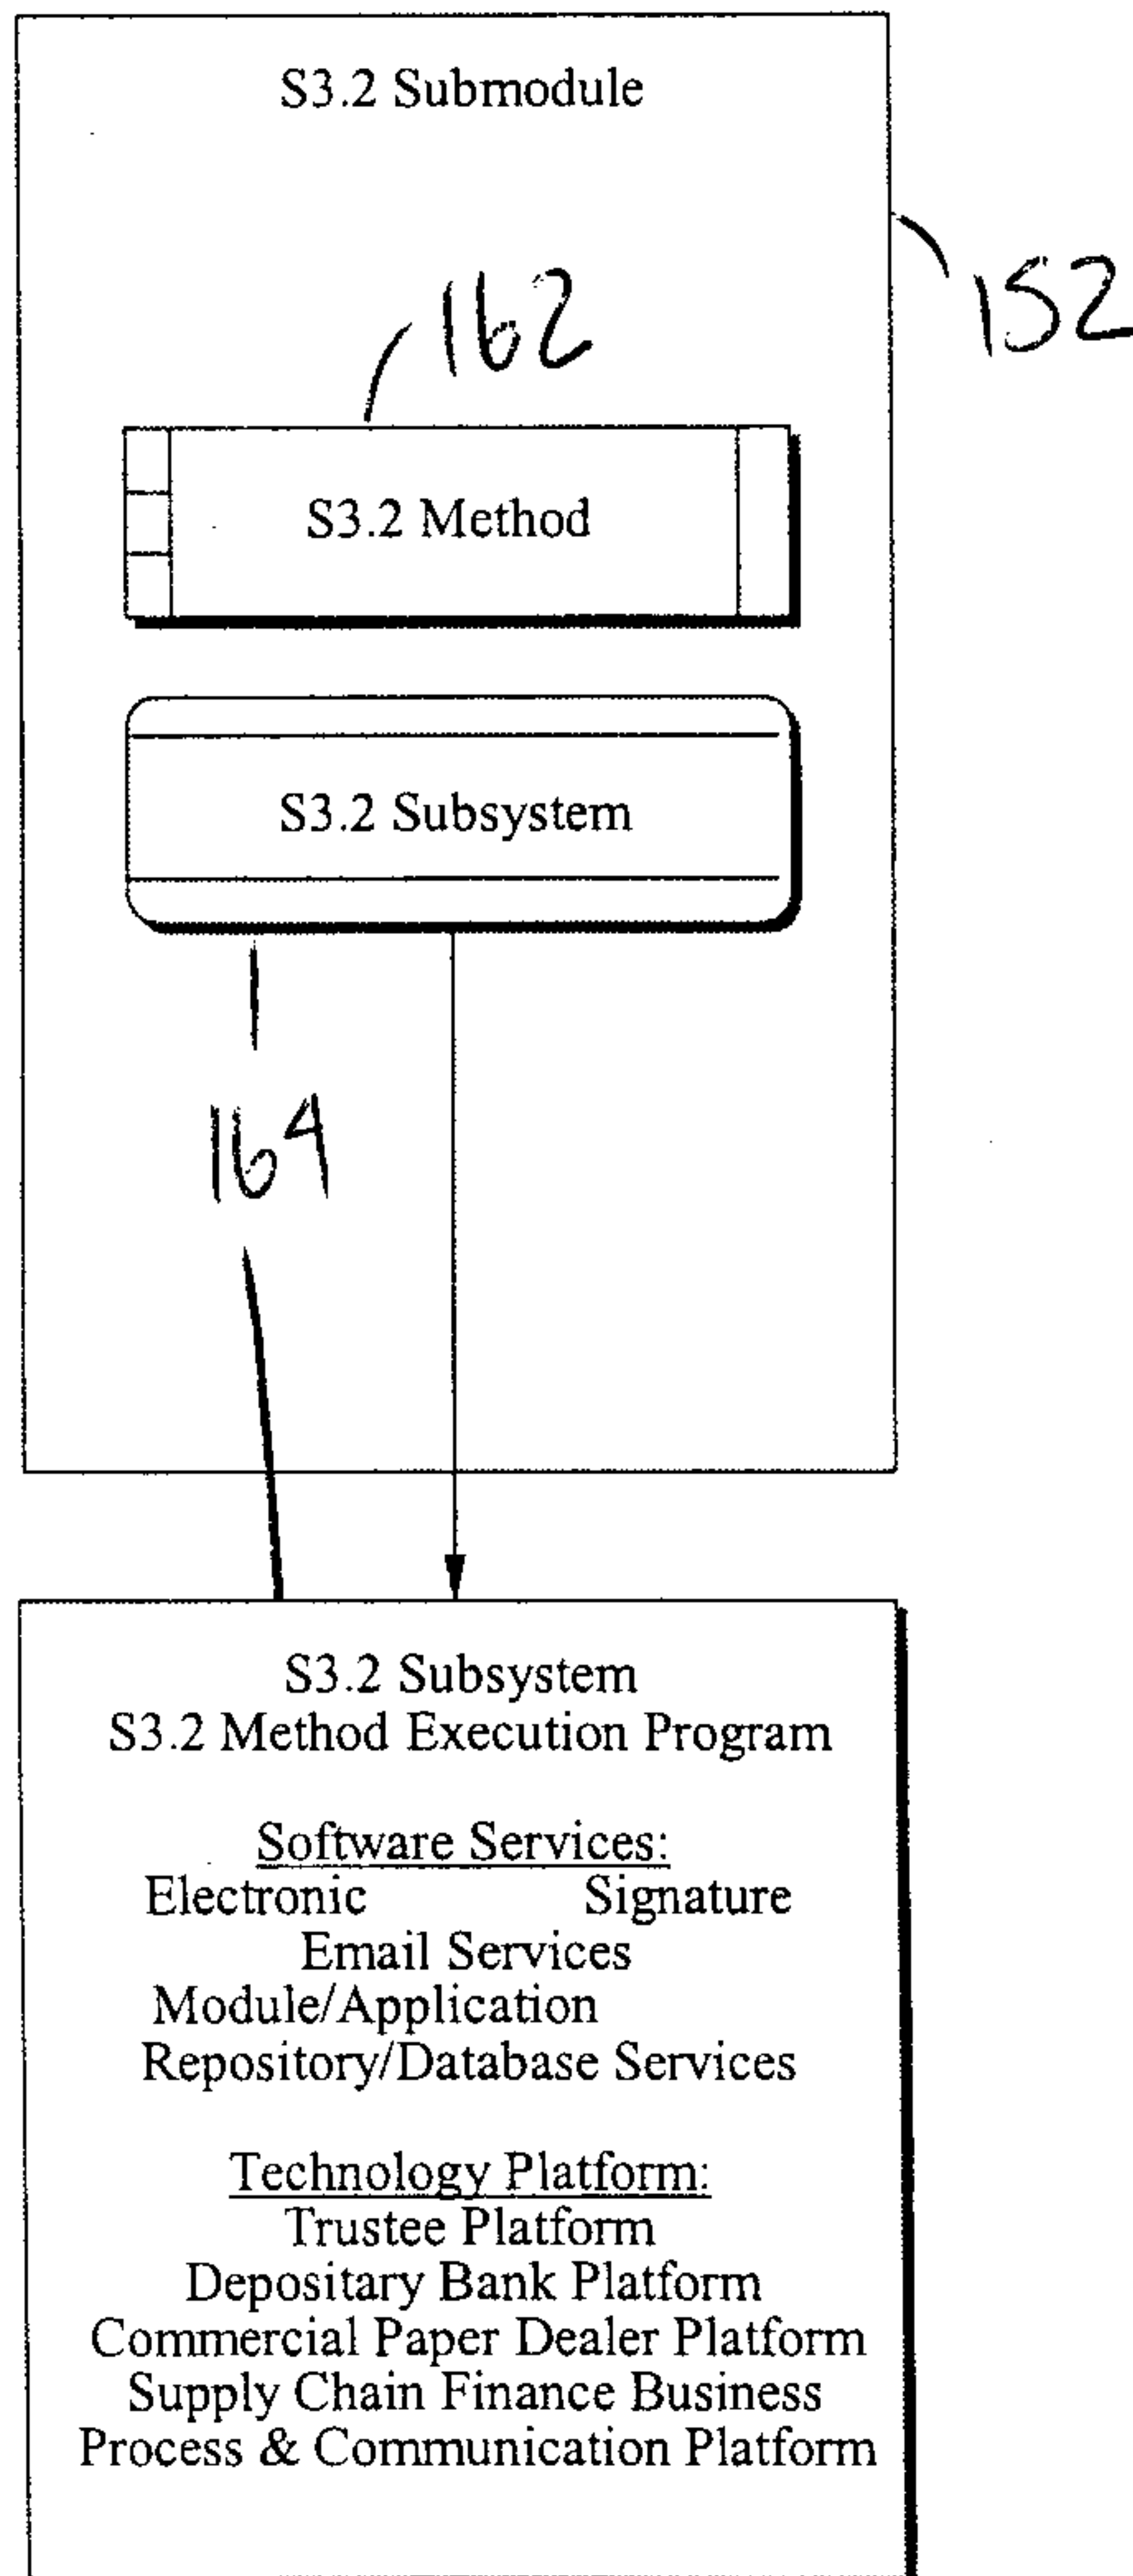 S3.2 Submodule
152
162
S3.2 Method
S3.2 Subsystem
164
S3.2 Subsystem
S3.2 Method Execution Program
Software Services:
Electronic Signature
Email Services
Module/Application
Repository/Database Services
Technology Platform:
Trustee Platform
Depositary Bank Platform
Commercial Paper Dealer Platform
Supply Chain Finance Business
Process & Communication Platform